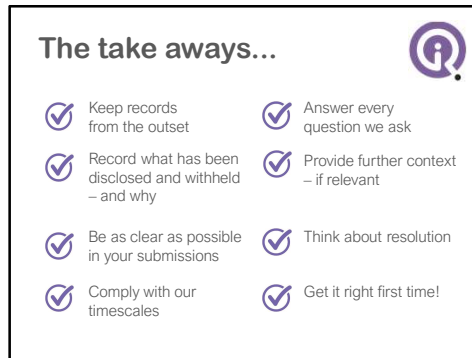 The take aways...
Keep records
from the outset
Record what has been
disclosed and withheld
– and why
Be as clear as possible
in your submissions
Comply with our
timescales
Answer every
question we ask
Provide further context
– if relevant
Think about resolution
Get it right first time!